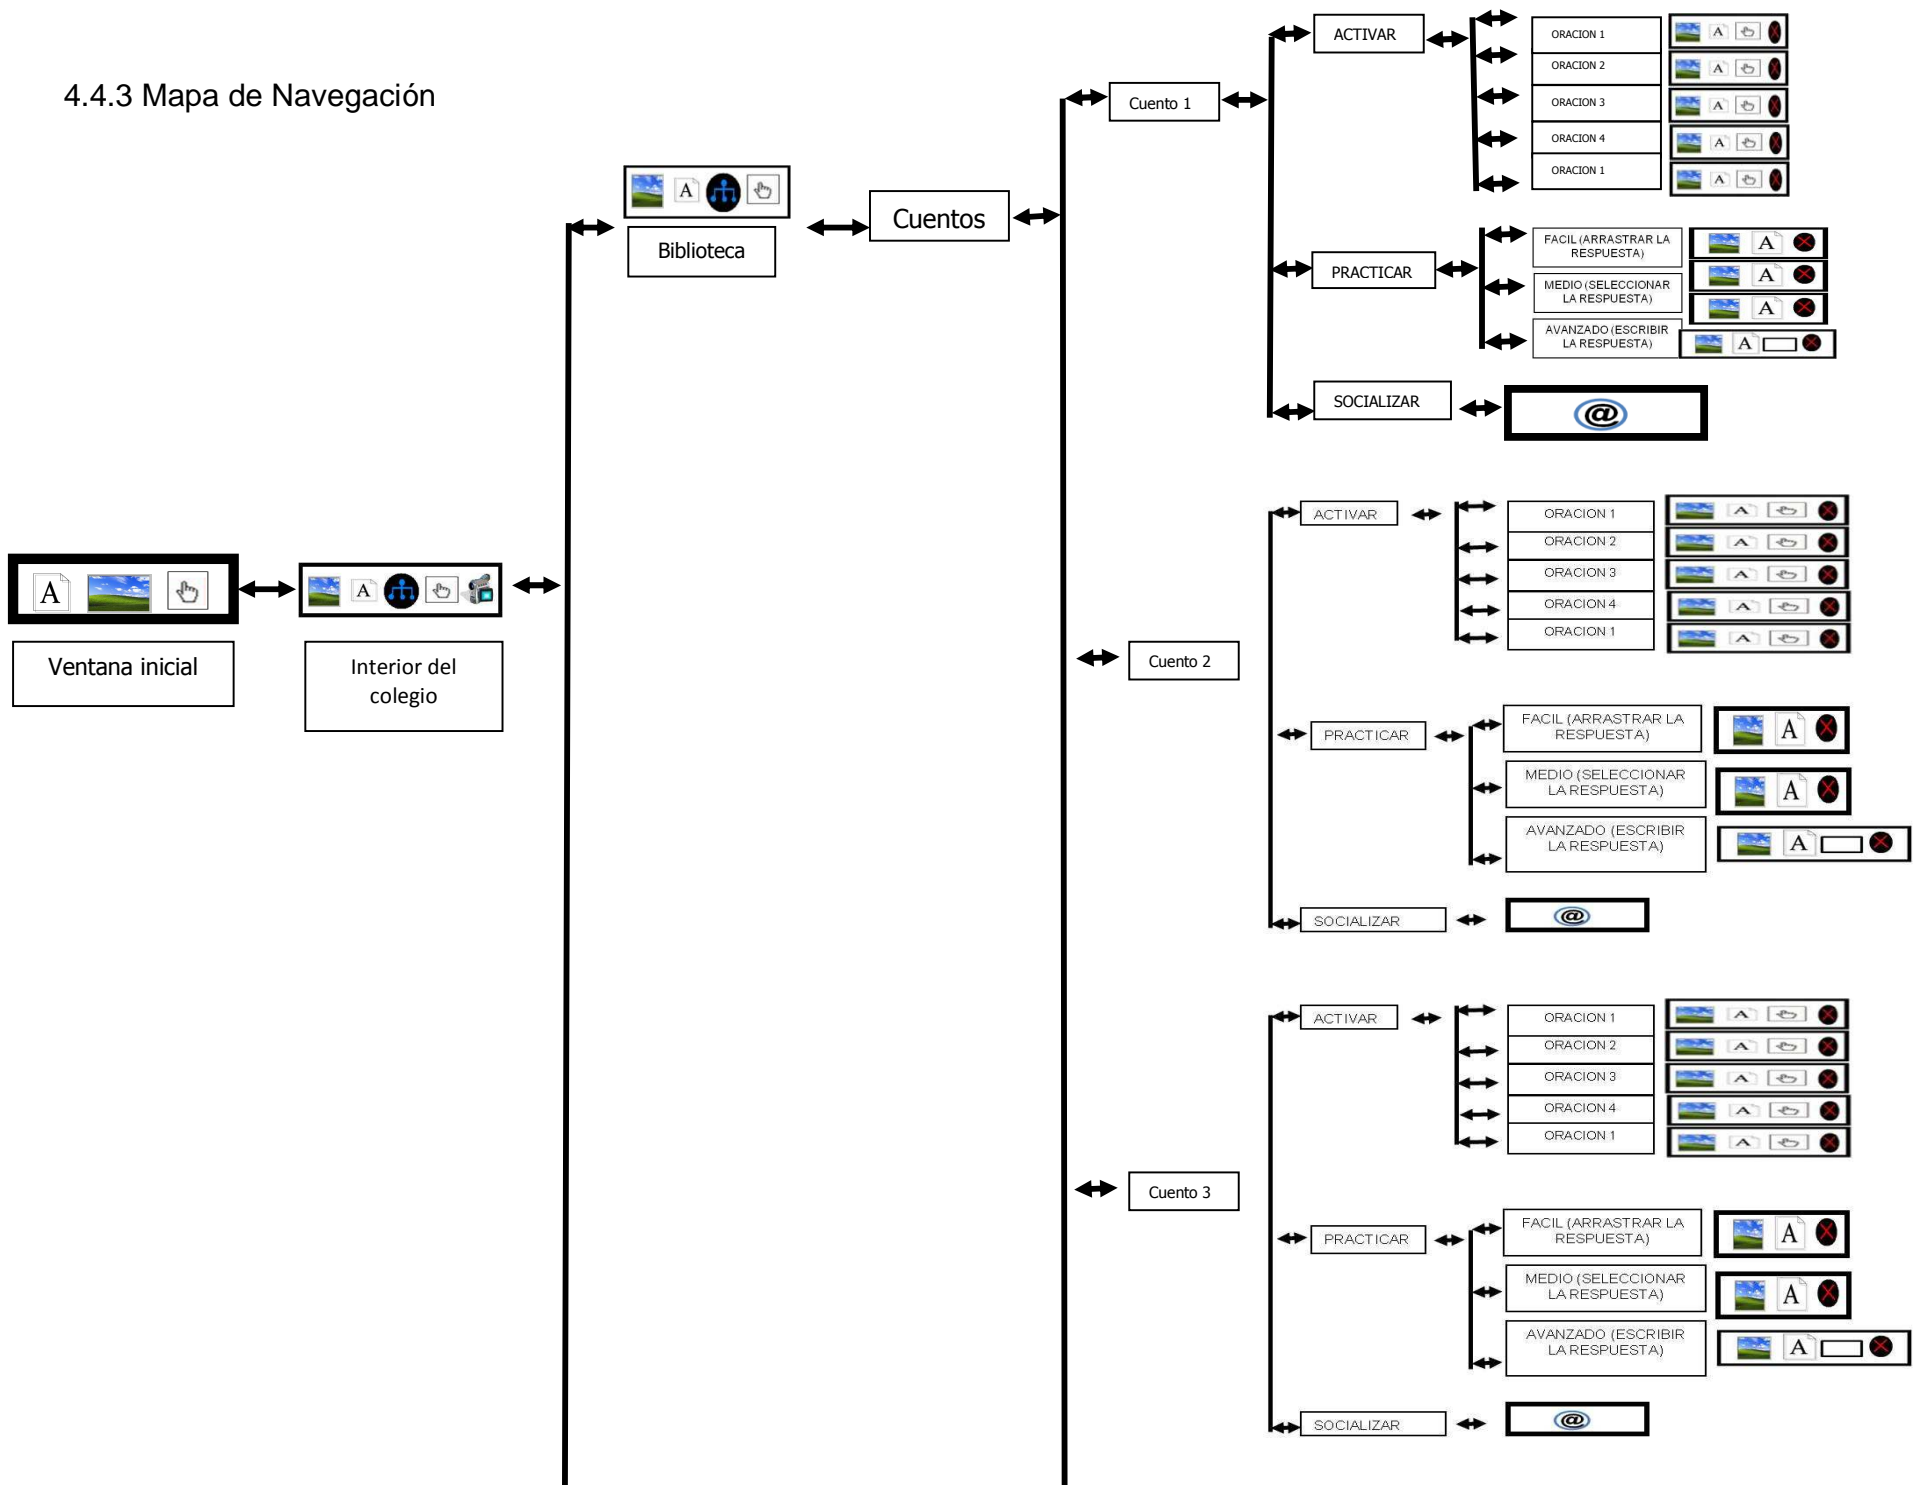 4.4.3 Mapa de Navegación
Ventana inicial
Interior del
colegio
Biblioteca
Cuentos
Cuento 1
ACTIVAR
ORACION 1
ORACION 2
ORACION 3
ORACION 4
ORACION 1
PRACTICAR
FACIL (ARRASTRAR LA
RESPUESTA)
MEDIO (SELECCIONAR
LA RESPUESTA)
AVANZADO (ESCRIBIR
LA RESPUESTA)
SOCIALIZAR
@
Cuento 2
ACTIVAR
ORACION 1
ORACION 2
ORACION 3
ORACION 4
ORACION 1
PRACTICAR
FACIL (ARRASTRAR LA
RESPUESTA)
MEDIO (SELECCIONAR
LA RESPUESTA)
AVANZADO (ESCRIBIR
LA RESPUESTA)
SOCIALIZAR
@
Cuento 3
ACTIVAR
ORACION 1
ORACION 2
ORACION 3
ORACION 4
ORACION 1
PRACTICAR
FACIL (ARRASTRAR LA
RESPUESTA)
MEDIO (SELECCIONAR
LA RESPUESTA)
AVANZADO (ESCRIBIR
LA RESPUESTA)
SOCIALIZAR
@